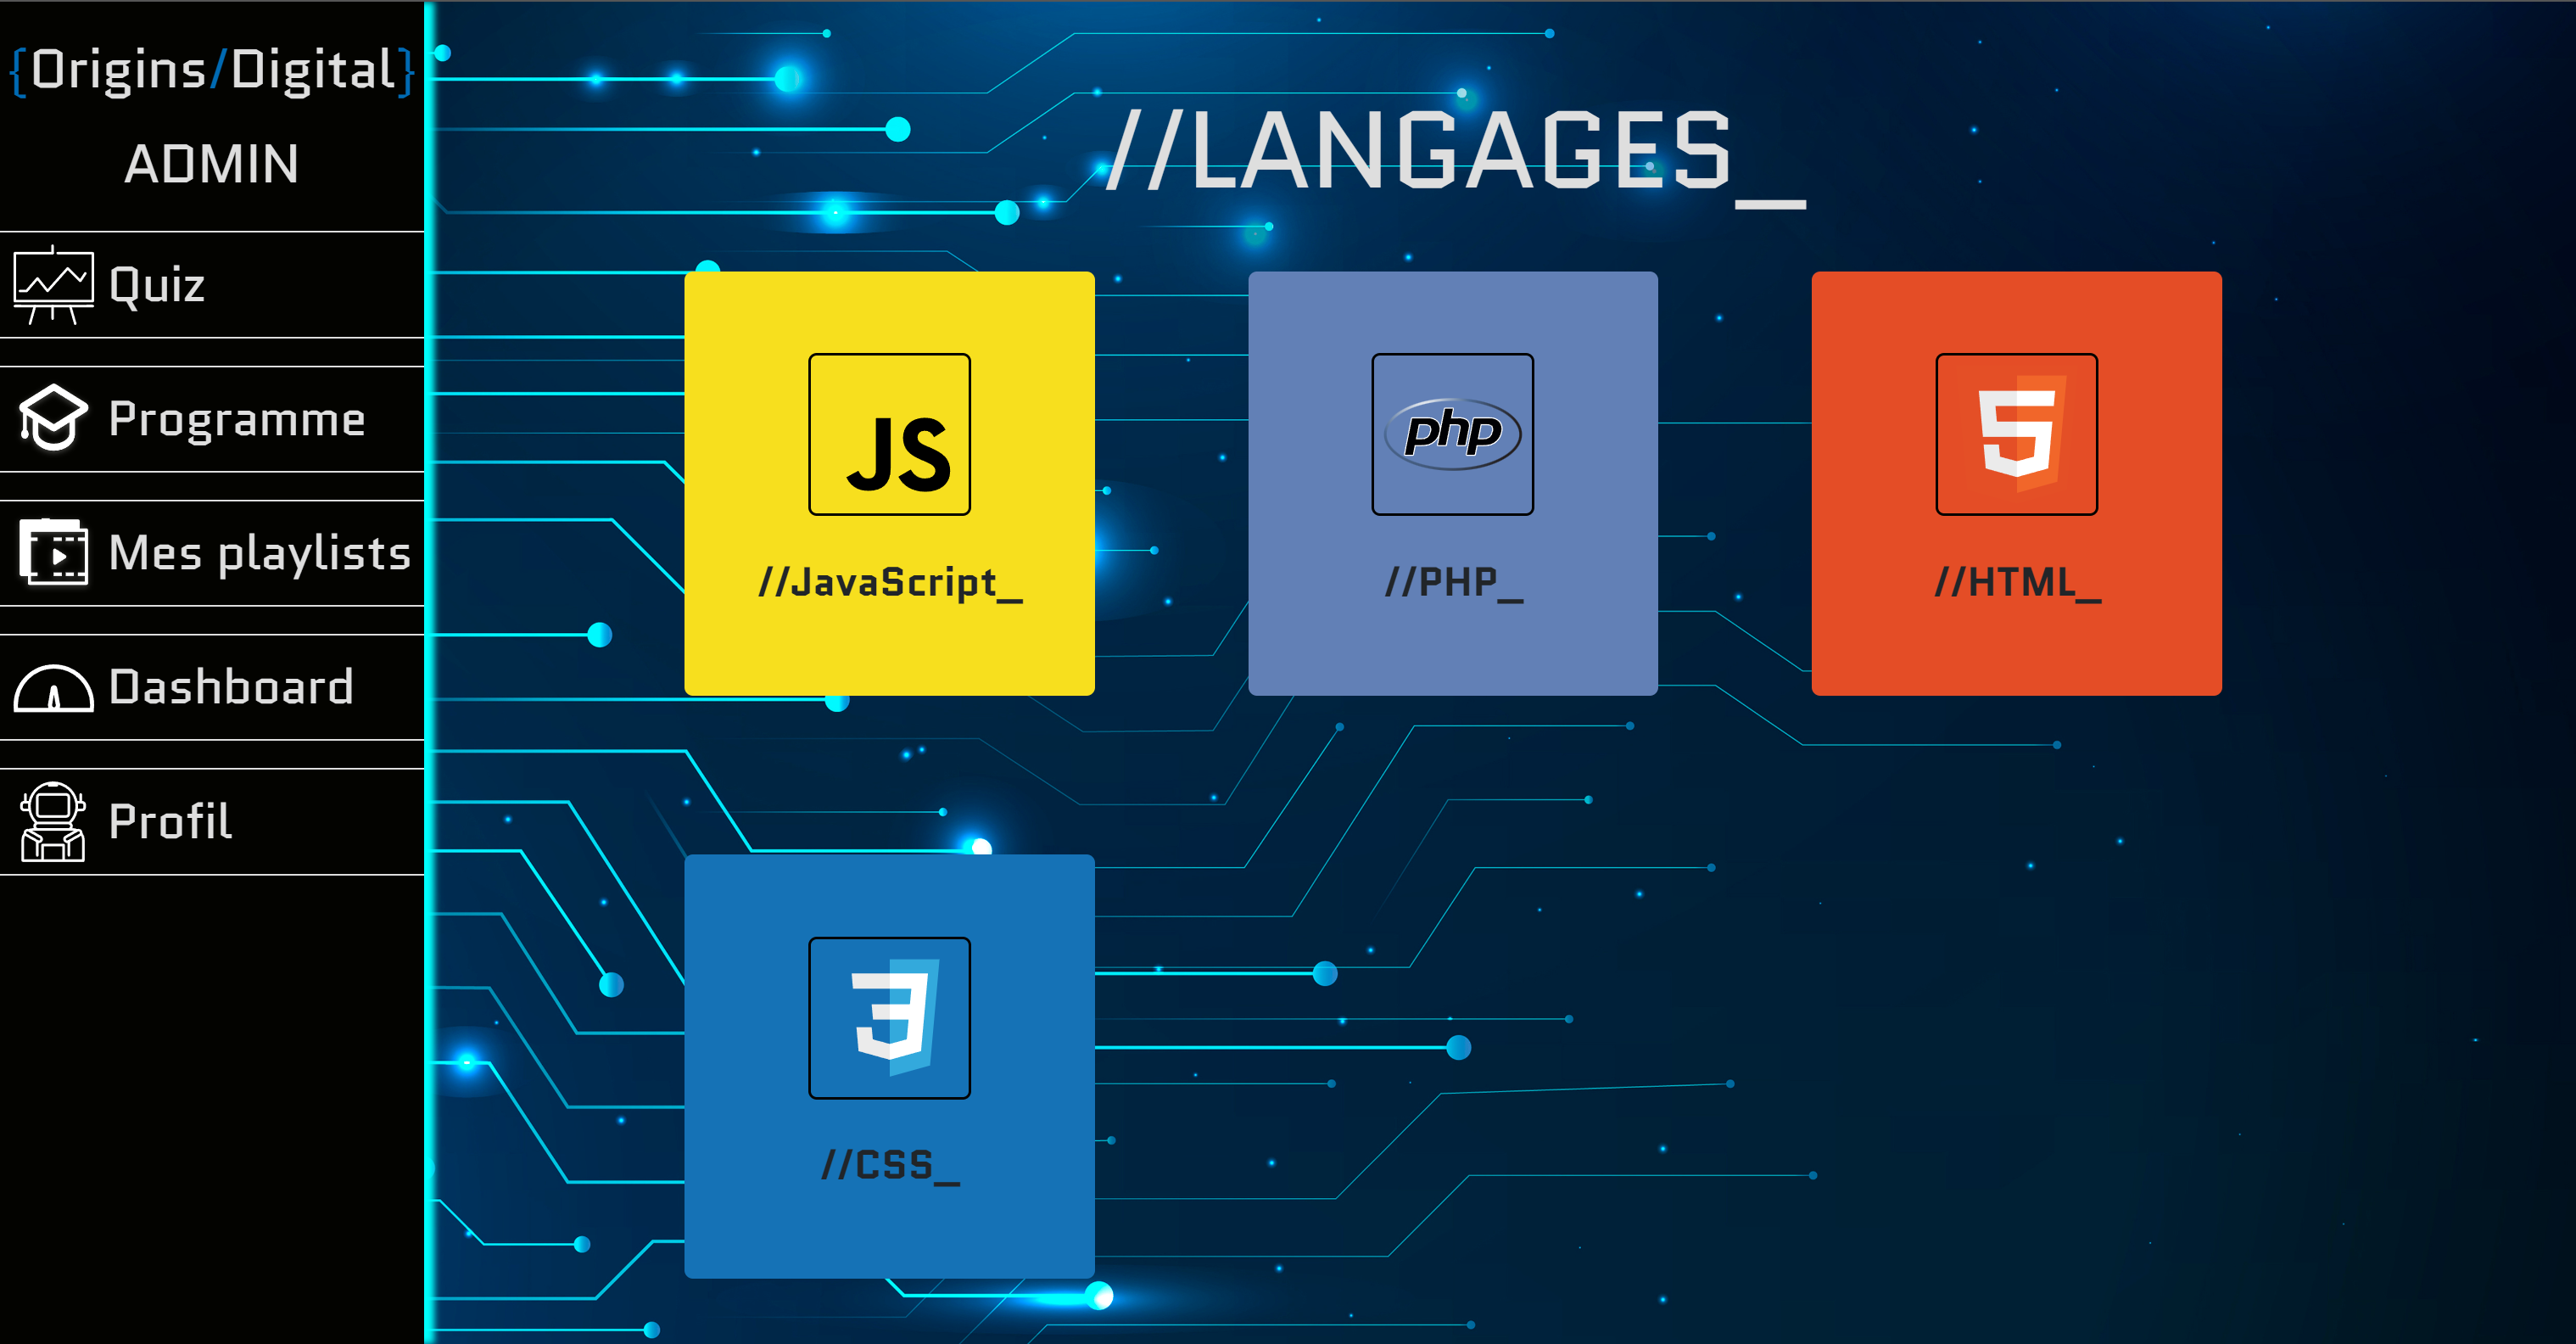 {Origins/Digital}
ADMIN
Quiz
Programme
Mes playlists
Dashboard
Profil
//LANGAGES_
JS
//JavaScript_
php
//PHP_
5
//HTML_
3
//CSS_